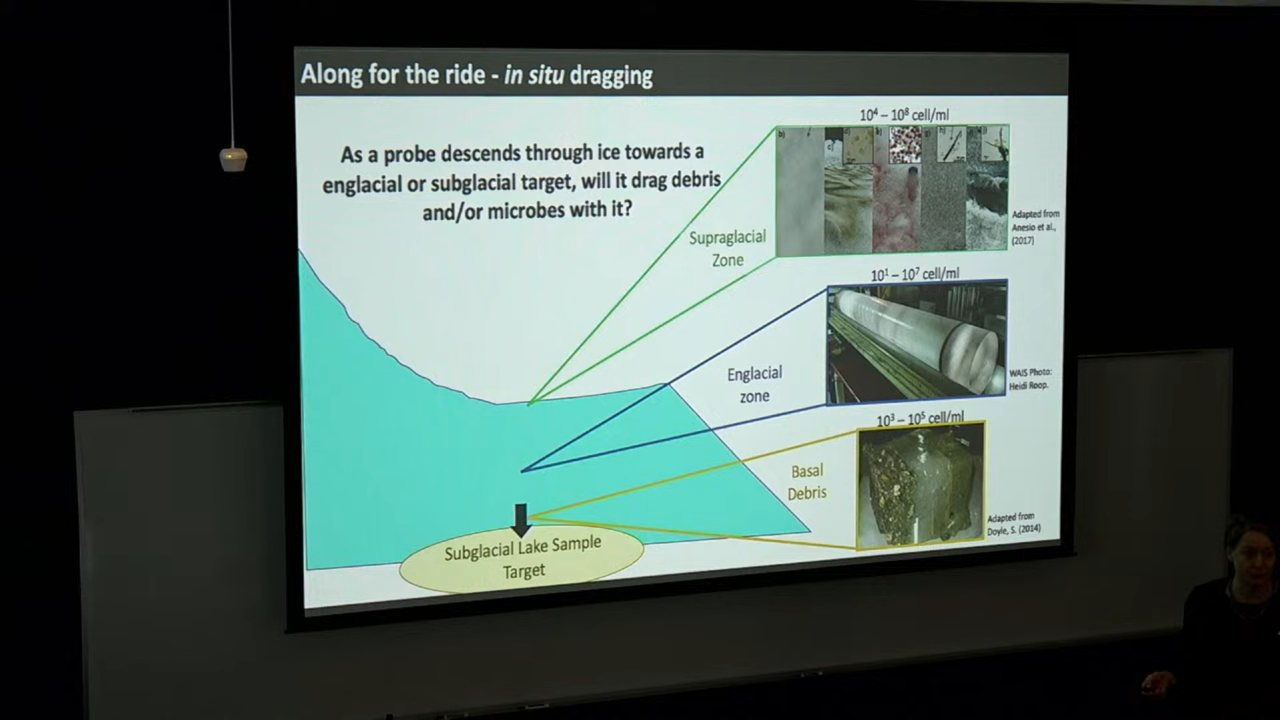 Along for the ride - in situ dragging
As a probe descends through ice towards a
englacial or subglacial target, will it drag debris
and/or microbes with it?
10⁴ – 10⁸ cell/ml
b)
c)
Supraglacial
Zone
Adapted from
Anesio et al.,
(2017)
10¹ – 10⁷ cell/ml
Englacial
zone
WAIS Photo:
Heidi Roop.
10³ – 10⁵ cell/ml
Basal
Debris
Adapted from
Doyle, S. (2014)
Subglacial Lake Sample
Target